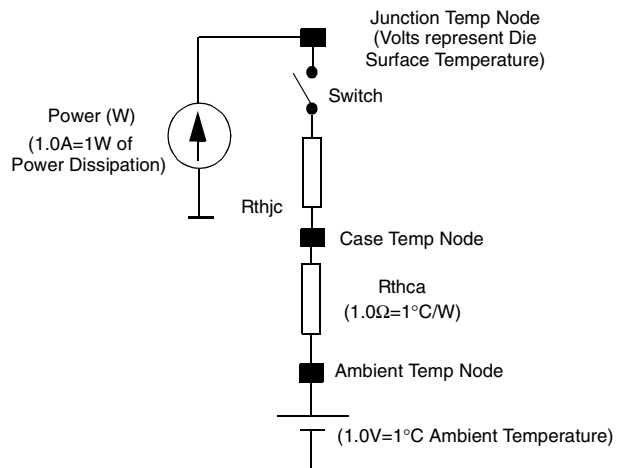 Junction Temp Node
(Volts represent Die
Surface Temperature)
Switch
Power (W)
(1.0A=1W of
Power Dissipation)
Rthjc
Case Temp Node
Rthca
(1.0Ω=1°C/W)
Ambient Temp Node
(1.0V=1°C Ambient Temperature)